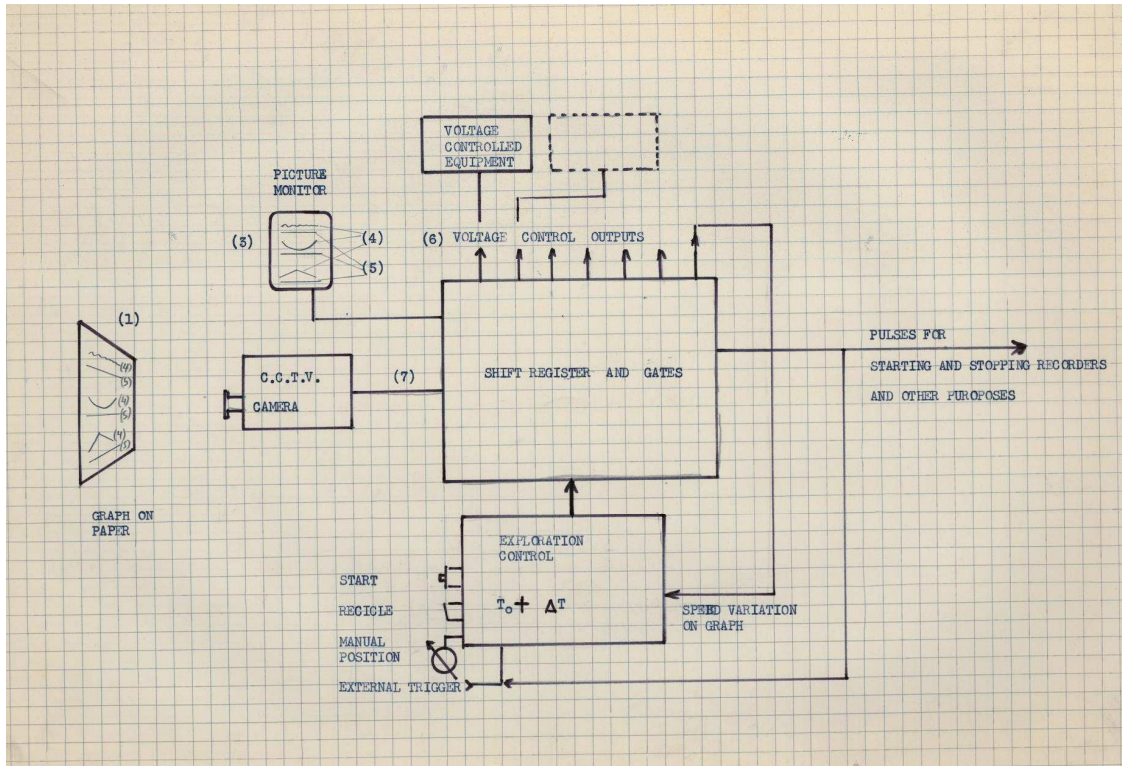 VOLTAGE
CONTROLLED
EQUIPMENT
PICTURE
MONITOR
(3)
(4)
(5)
(6) VOLTAGE CONTROL OUTPUTS
(1)
(4)
(5)
(4)
(5)
(4)
(5)
GRAPH ON
PAPER
C.C.T.V.
CAMERA
(7)
SHIFT REGISTER AND GATES
PULSES FOR
STARTING AND STOPPING RECORDERS
AND OTHER PUROPOSES
EXPLORATION
CONTROL
To + ΔT
START
RECICLE
MANUAL
POSITION
EXTERNAL TRIGGER
SPEED VARIATION
ON GRAPH